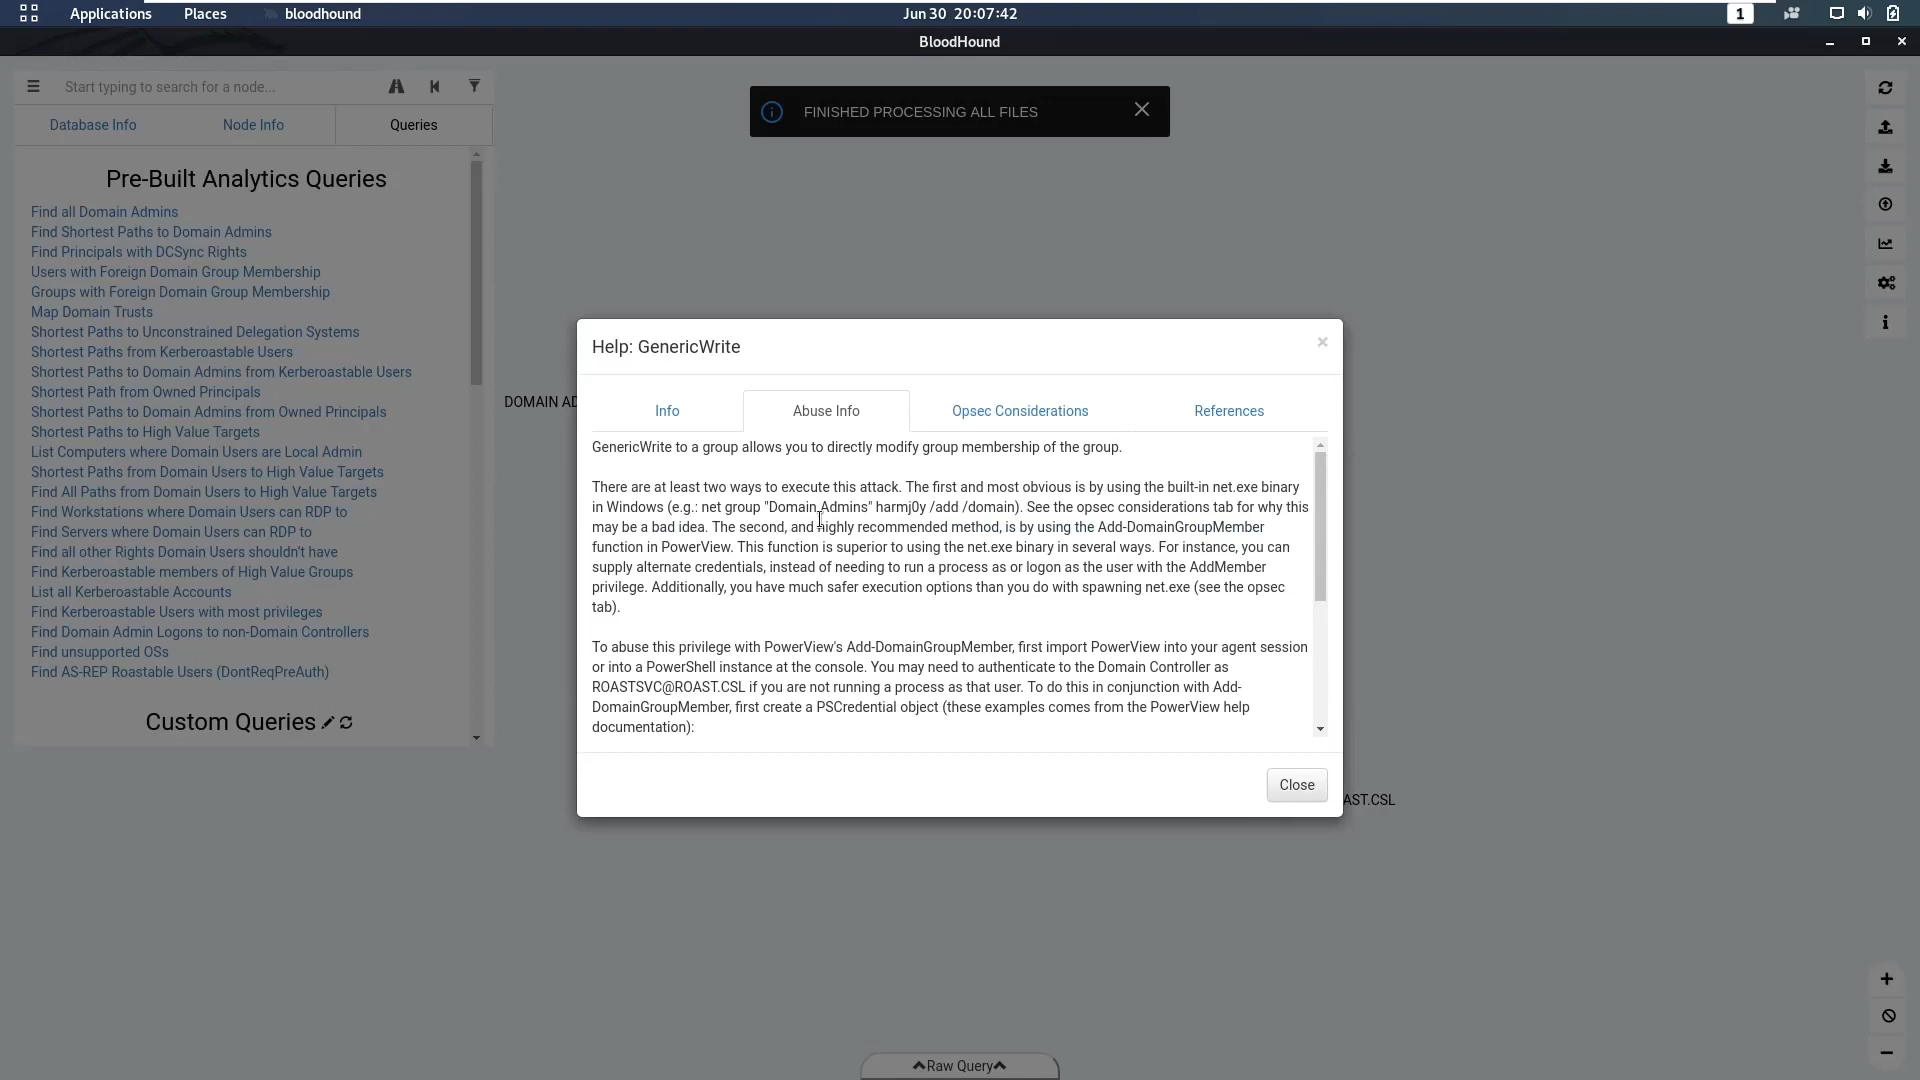 Applications Places bloodhound Jun 30 20:07:42 1
BloodHound
Start typing to search for a node...
FINISHED PROCESSING ALL FILES
Database Info Node Info Queries
Pre-Built Analytics Queries
Find all Domain Admins
Find Shortest Paths to Domain Admins
Find Principals with DCSync Rights
Users with Foreign Domain Group Membership
Groups with Foreign Domain Group Membership
Map Domain Trusts
Shortest Paths to Unconstrained Delegation Systems
Shortest Paths from Kerberoastable Users
Shortest Paths to Domain Admins from Kerberoastable Users
Shortest Path from Owned Principals
Shortest Paths to Domain Admins from Owned Principals
Shortest Paths to High Value Targets
List Computers where Domain Users are Local Admin
Shortest Paths from Domain Users to High Value Targets
Find All Paths from Domain Users to High Value Targets
Find Workstations where Domain Users can RDP to
Find Servers where Domain Users can RDP to
Find all other Rights Domain Users shouldn't have
Find Kerberoastable members of High Value Groups
List all Kerberoastable Accounts
Find Kerberoastable Users with most privileges
Find Domain Admin Logons to non-Domain Controllers
Find unsupported OSs
Find AS-REP Roastable Users (DontReqPreAuth)
Custom Queries
DOMAIN AD
Help: GenericWrite
Info Abuse Info Opsec Considerations References
GenericWrite to a group allows you to directly modify group membership of the group.
There are at least two ways to execute this attack. The first and most obvious is by using the built-in net.exe binary
in Windows (e.g.: net group "Domain Admins" harmj0y /add /domain). See the opsec considerations tab for why this
may be a bad idea. The second, and highly recommended method, is by using the Add-DomainGroupMember
function in PowerView. This function is superior to using the net.exe binary in several ways. For instance, you can
supply alternate credentials, instead of needing to run a process as or logon as the user with the AddMember
privilege. Additionally, you have much safer execution options than you do with spawning net.exe (see the opsec
tab).
To abuse this privilege with PowerView's Add-DomainGroupMember, first import PowerView into your agent session
or into a PowerShell instance at the console. You may need to authenticate to the Domain Controller as
ROASTSVC@ROAST.CSL if you are not running a process as that user. To do this in conjunction with Add-
DomainGroupMember, first create a PSCredential object (these examples comes from the PowerView help
documentation):
Close
AST.CSL
Raw Query